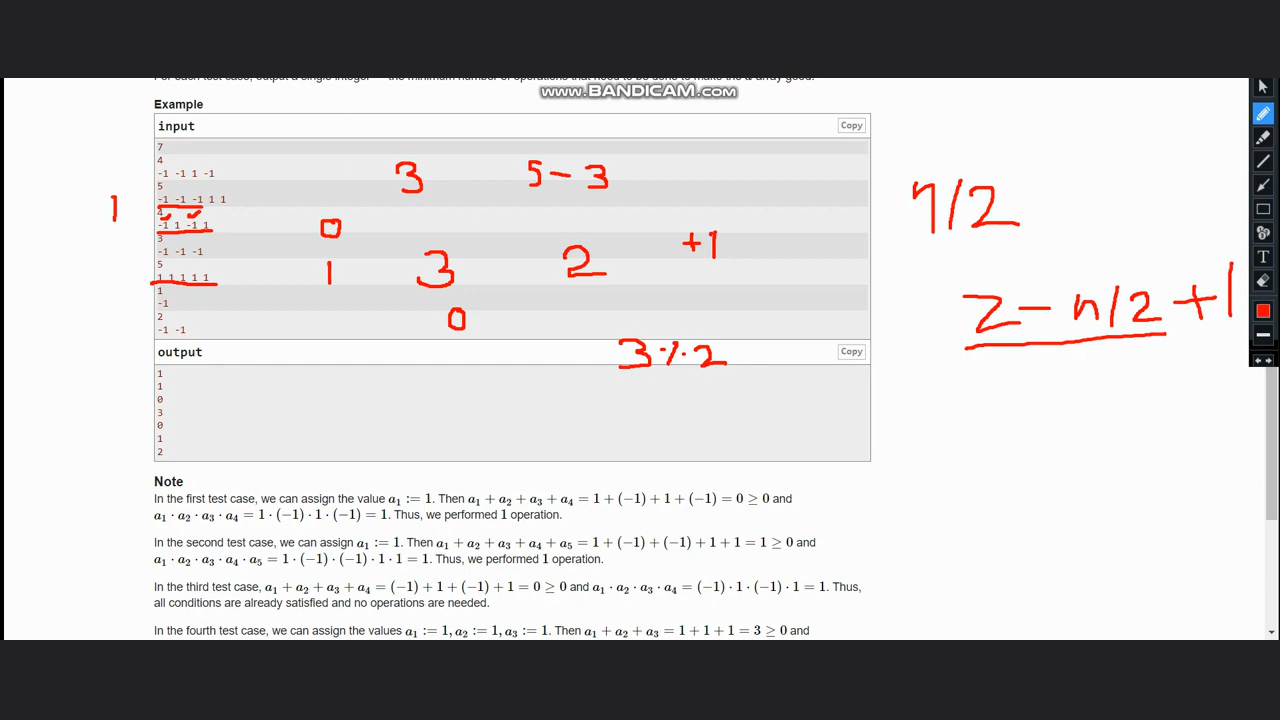 For each test case, output a single integer — the minimum number of operations that need to be done to make the a array good.
www.BANDICAM.com
Example
input
Copy
7
4
-1 -1 1 -1
5
-1 -1 -1 1 1
4
-1 1 -1 1
3
-1 -1 -1
5
1 1 1 1 1
1
-1
2
-1 -1
3 5 - 3
1
0
1 3 2 +1
0
3 % 2
n/2
2 - n/2 + 1
output
Copy
1
1
0
3
0
1
2
Note
In the first test case, we can assign the value a₁ := 1. Then a₁ + a₂ + a₃ + a₄ = 1 + (−1) + 1 + (−1) = 0 ≥ 0 and
a₁ · a₂ · a₃ · a₄ = 1 · (−1) · 1 · (−1) = 1. Thus, we performed 1 operation.
In the second test case, we can assign a₁ := 1. Then a₁ + a₂ + a₃ + a₄ + a₅ = 1 + (−1) + (−1) + 1 + 1 = 1 ≥ 0 and
a₁ · a₂ · a₃ · a₄ · a₅ = 1 · (−1) · (−1) · 1 · 1 = 1. Thus, we performed 1 operation.
In the third test case, a₁ + a₂ + a₃ + a₄ = (−1) + 1 + (−1) + 1 = 0 ≥ 0 and a₁ · a₂ · a₃ · a₄ = (−1) · 1 · (−1) · 1 = 1. Thus,
all conditions are already satisfied and no operations are needed.
In the fourth test case, we can assign the values a₁ := 1, a₂ := 1, a₃ := 1. Then a₁ + a₂ + a₃ = 1 + 1 + 1 = 3 ≥ 0 and